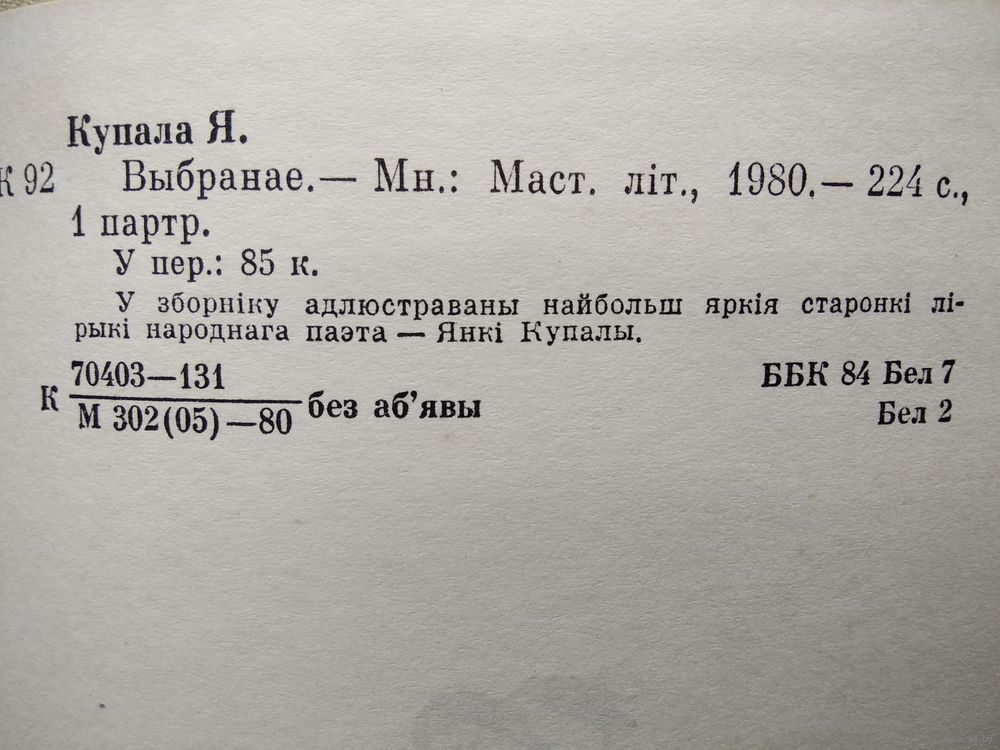 Купала Я.
К 92 Выбранае.— Мн.: Маст. літ., 1980.— 224 с.,
1 партр.
У пер.: 85 к.
У зборніку адлюстраваны найбольш яркія старонкі лі-
рыкі народнага паэта — Янкі Купалы.
70403—131 ББК 84 Бел 7
К без аб'явы
М 302(05)—80 Бел 2